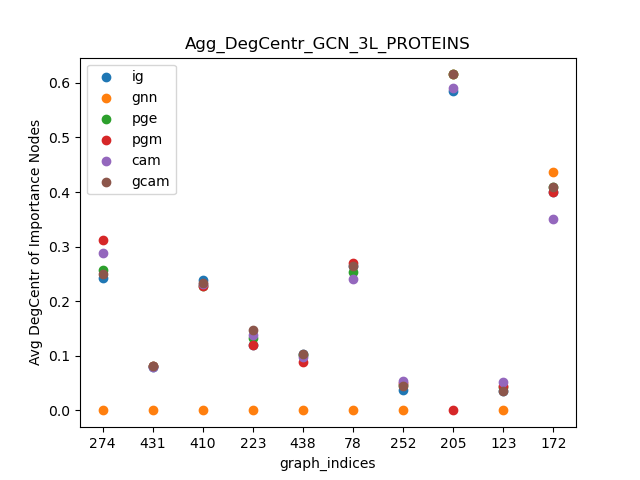 Agg_DegCentr_GCN_3L_PROTEINS
ig
gnn
pge
pgm
cam
gcam
Avg DegCentr of Importance Nodes
0.6
0.5
0.4
0.3
0.2
0.1
0.0
274 431 410 223 438 78 252 205 123 172
graph_indices